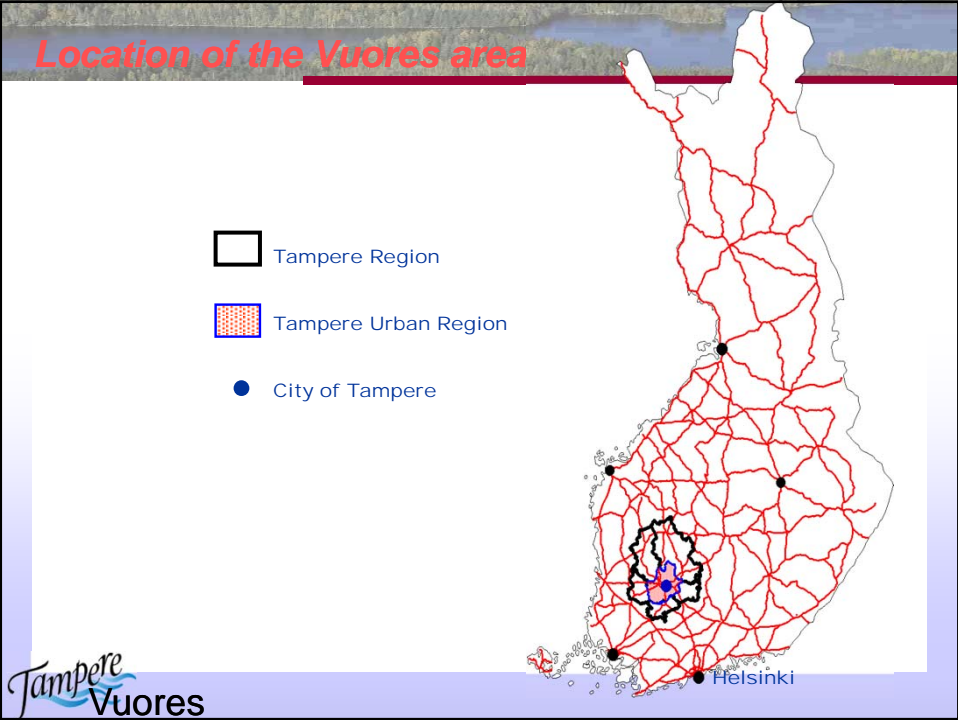 Location of the Vuores area
Tampere Region
Tampere Urban Region
City of Tampere
Helsinki
Tampere
Vuores